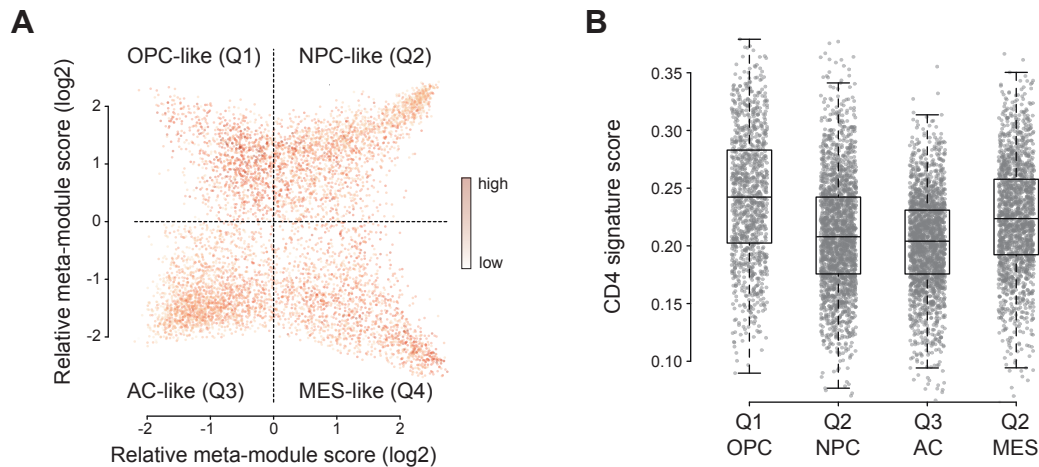 A
OPC-like (Q1)
NPC-like (Q2)
Relative meta-module score (log2)
2
1
0
-1
-2
high
low
AC-like (Q3)
MES-like (Q4)
-2
-1
0
1
2
Relative meta-module score (log2)
B
CD4 signature score
0.35
0.30
0.25
0.20
0.15
0.10
Q1
OPC
Q2
NPC
Q3
AC
Q2
MES